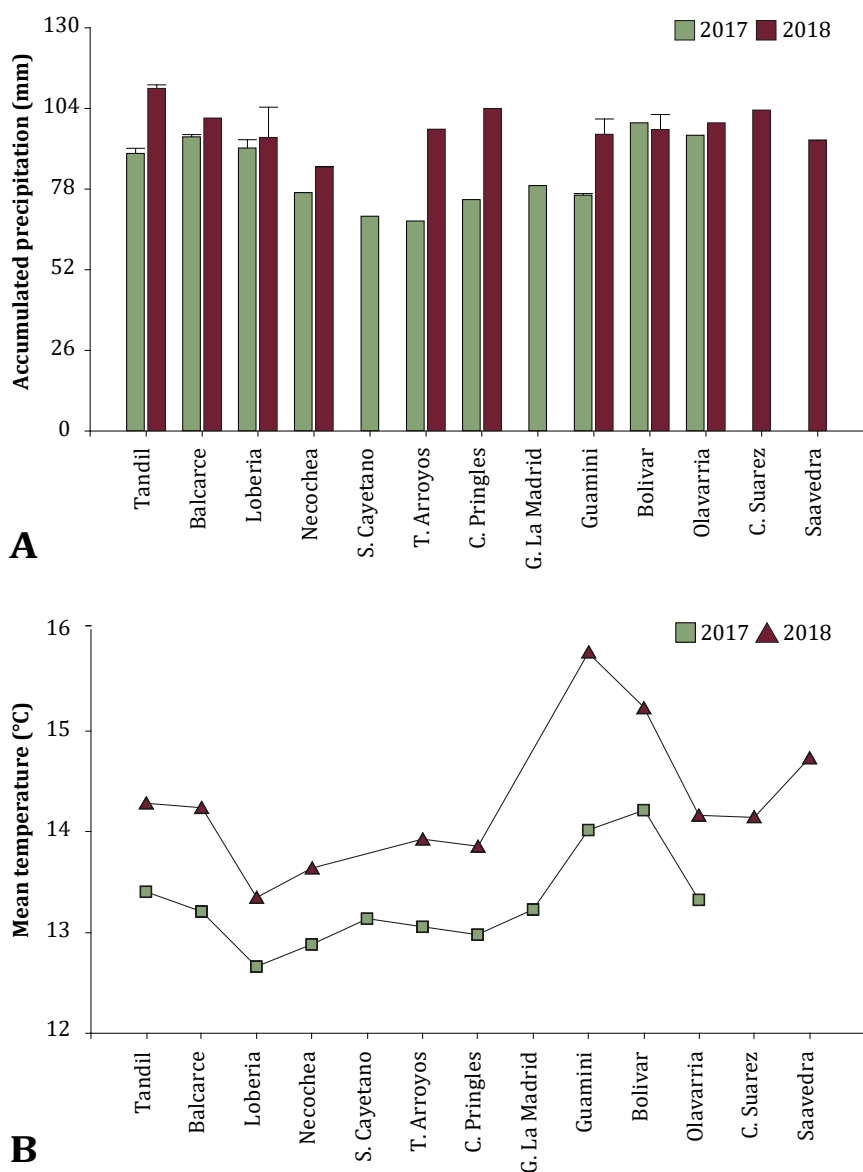 130
2017 2018
104
78
52
26
0
Accumulated precipitation (mm)
Tandil
Balcarce
Loberia
Necochea
S. Cayetano
T. Arroyos
C. Pringles
G. La Madrid
Guamini
Bolivar
Olavarria
C. Suarez
Saavedra
A
16
2017 2018
15
14
13
12
Mean temperature (°C)
Tandil
Balcarce
Loberia
Necochea
S. Cayetano
T. Arroyos
C. Pringles
G. La Madrid
Guamini
Bolivar
Olavarria
C. Suarez
Saavedra
B